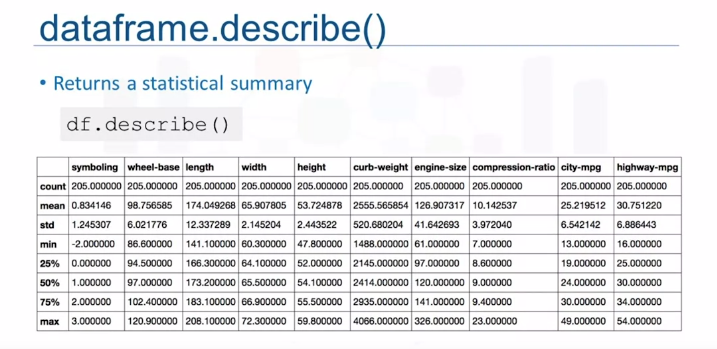 dataframe.describe()
• Returns a statistical summary
df.describe()
symboling wheel-base length width height curb-weight engine-size compression-ratio city-mpg highway-mpg
count 205.000000 205.000000 205.000000 205.000000 205.000000 205.000000 205.000000 205.000000 205.000000 205.000000
mean 0.834146 98.756585 174.049268 65.907805 53.724878 2555.565854 126.907317 10.142537 25.219512 30.751220
std 1.245307 6.021776 12.337289 2.145204 2.443522 520.680204 41.642693 3.972040 6.542142 6.886443
min -2.000000 86.600000 141.100000 60.300000 47.800000 1488.000000 61.000000 7.000000 13.000000 16.000000
25% 0.000000 94.500000 166.300000 64.100000 52.000000 2145.000000 97.000000 8.600000 19.000000 25.000000
50% 1.000000 97.000000 173.200000 65.500000 54.100000 2414.000000 120.000000 9.000000 24.000000 30.000000
75% 2.000000 102.400000 183.100000 66.900000 55.500000 2935.000000 141.000000 9.400000 30.000000 34.000000
max 3.000000 120.900000 208.100000 72.300000 59.800000 4066.000000 326.000000 23.000000 49.000000 54.000000